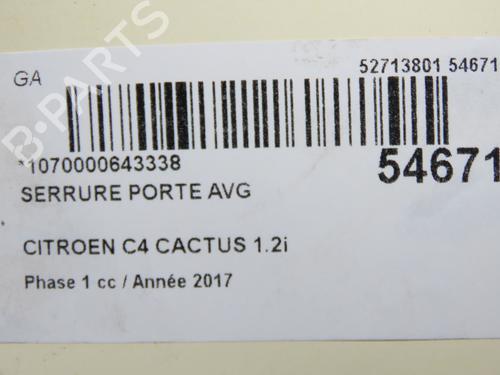 GA
52713801 54671
*1070000643338
54671
SERRURE PORTE AVG
CITROEN C4 CACTUS 1.2i
Phase 1 cc / Année 2017
B-PARTS